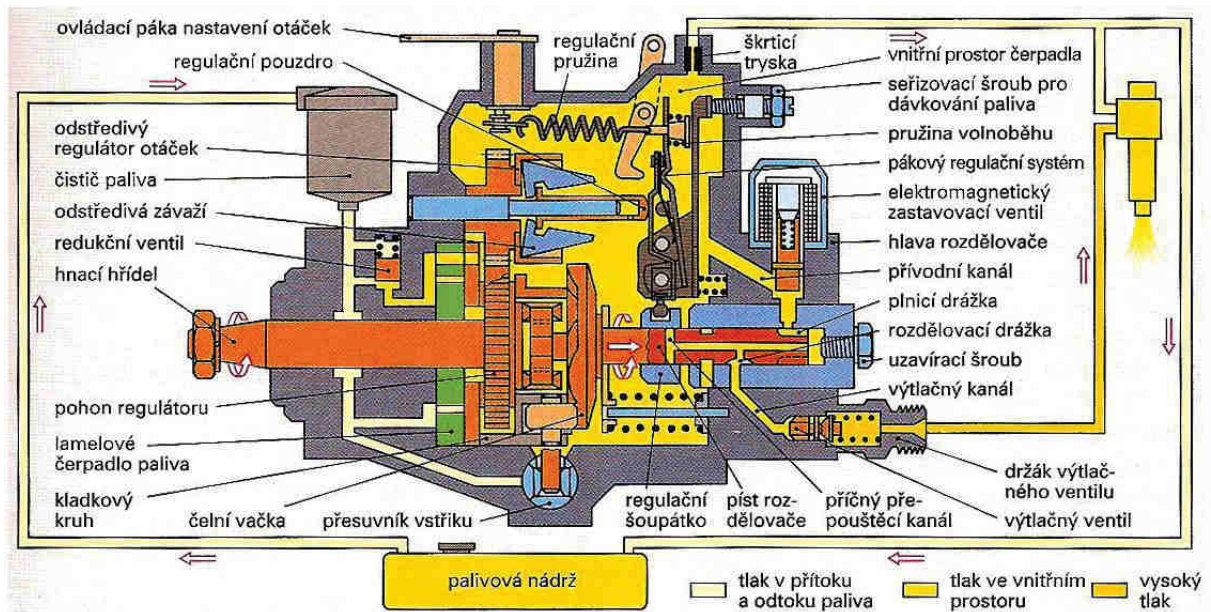 ovládací páka nastavení otáček
regulační pouzdro
odstředivý
regulátor otáček
čistič paliva
odstředivá závaží
redukční ventil
hnací hřídel
pohon regulátoru
lamelové
čerpadlo paliva
kladkový
kruh
čelní vačka
přesuvník vstřiku
regulační
pružina
škrticí
tryska
vnitřní prostor čerpadla
seřizovací šroub pro
dávkování paliva
pružina volnoběhu
pákový regulační systém
elektromagnetický
zastavovací ventil
hlava rozdělovače
přívodní kanál
plnicí drážka
rozdělovací drážka
uzavírací šroub
výtlačný kanál
držák výtlač-
ného ventilu
výtlačný ventil
regulační
šoupátko
píst roz-
dělovače
příčný pře-
pouštěcí kanál
palivová nádrž
tlak v přítoku
a odtoku paliva
tlak ve vnitřním
prostoru
vysoký
tlak